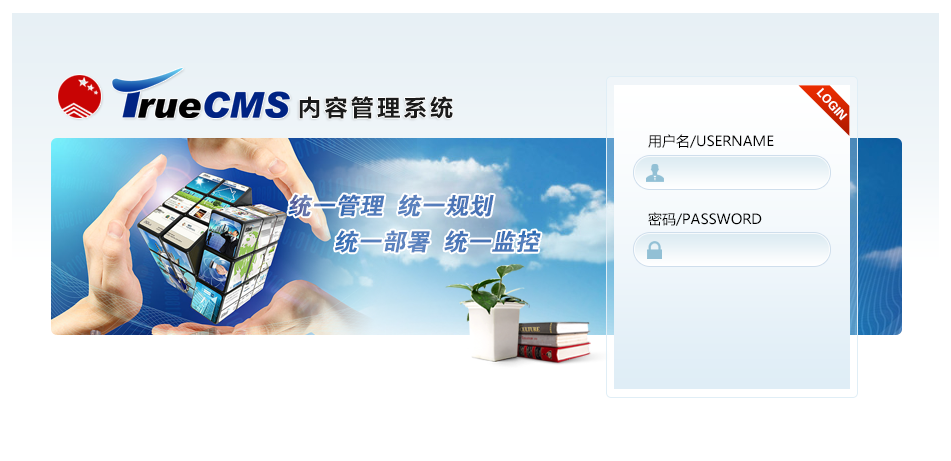 TrueCMS 内容管理系统
LOGIN
用户名/USERNAME
统一管理 统一规划
统一部署 统一监控
密码/PASSWORD
CULTURE